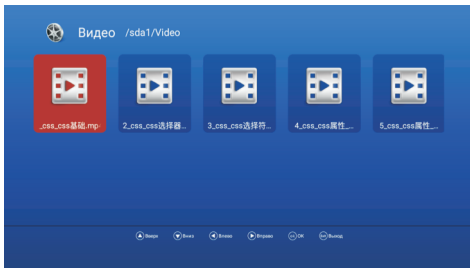 Видео /sda1/Video
_css_css基础.mp-
2_css_css选择器...
3_css_css选择符...
4_css_css属性_...
5_css_css属性_...
Вверх Вниз Влево Вправо OK Exit Выход